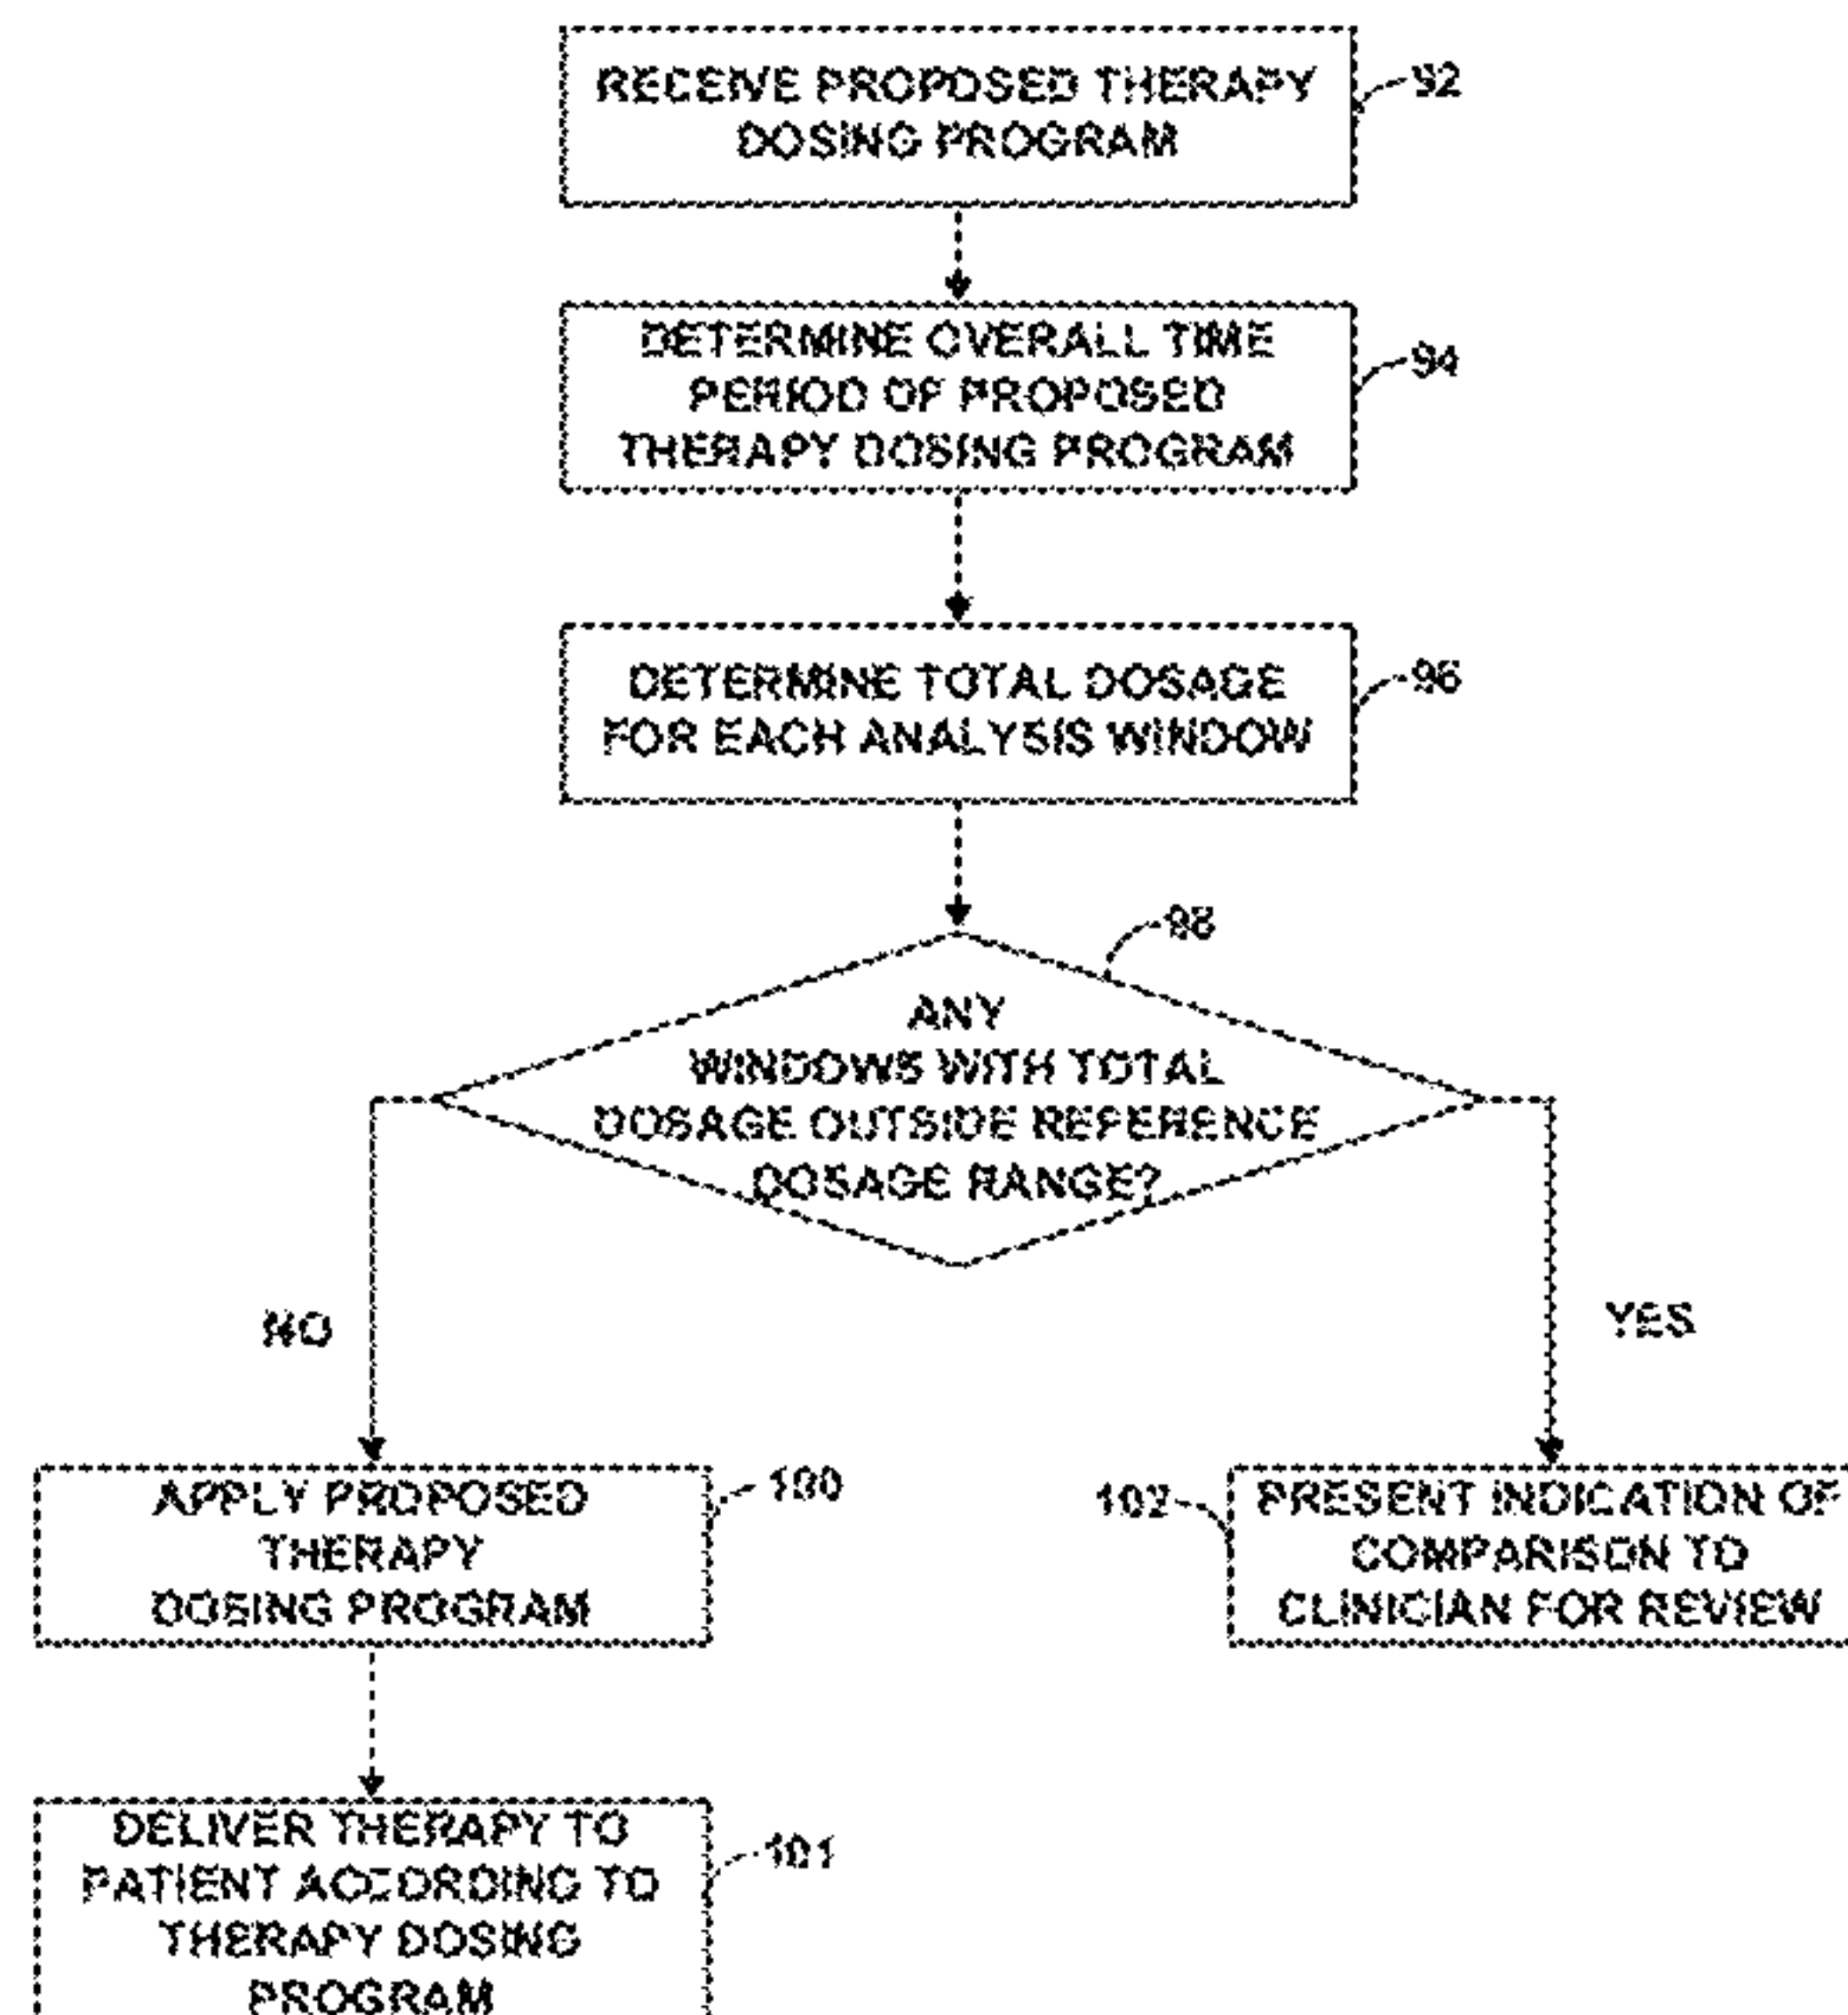 RECEIVE PROPOSED THERAPY
DOSING PROGRAM
92
DETERMINE OVERALL TIME
PERIOD OF PROPOSED
THERAPY DOSING PROGRAM
94
DETERMINE TOTAL DOSAGE
FOR EACH ANALYSIS WINDOW
96
98
ANY
WINDOWS WITH TOTAL
DOSAGE OUTSIDE REFERENCE
DOSAGE RANGE?
NO
YES
APPLY PROPOSED
THERAPY
DOSING PROGRAM
100
102
PRESENT INDICATION OF
COMPARISON TO
CLINICIAN FOR REVIEW
DELIVER THERAPY TO
PATIENT ACCORDING TO
THERAPY DOSING
PROGRAM
101